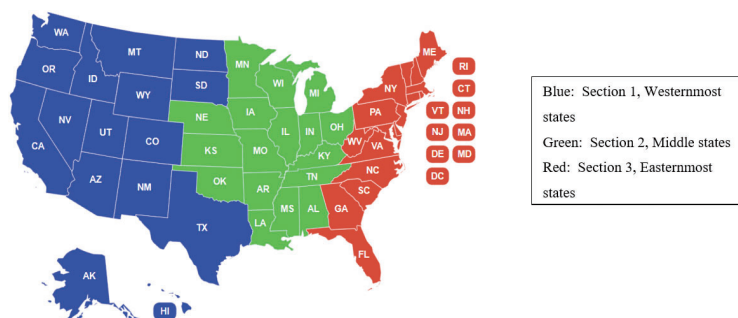 WA
MT
ND
MN
ME
RI
OR
ID
SD
WI
MI
NY
CT
WY
VT
NH
NV
NE
IA
PA
NJ
MA
UT
CO
IL
IN
OH
WV
VA
DE
MD
CA
KS
MO
KY
DC
AZ
NM
OK
AR
TN
NC
SC
TX
LA
MS
AL
GA
FL
AK
HI
Blue: Section 1, Westernmost
states
Green: Section 2, Middle states
Red: Section 3, Easternmost
states